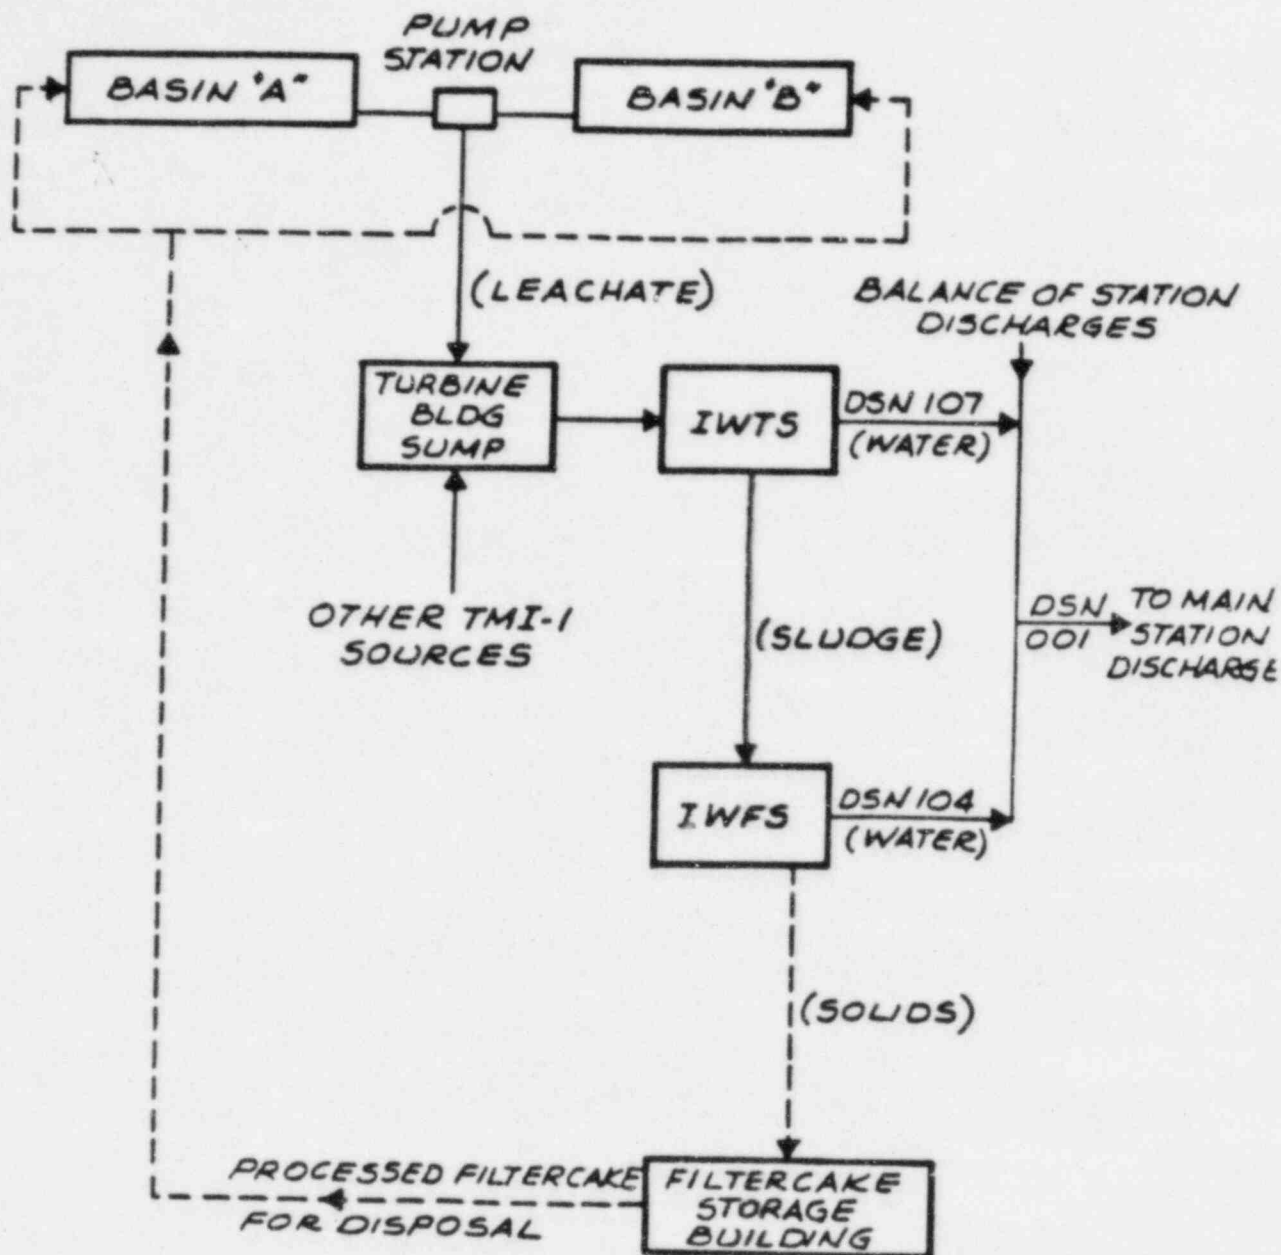 PUMP
STATION
BASIN "A"
BASIN "B"
(LEACHATE)
BALANCE OF STATION
DISCHARGES
TURBINE
BLDG
SUMP
IWTS
DSN 107
(WATER)
OTHER TMI-1
SOURCES
(SLUDGE)
DSN
001
TO MAIN
STATION
DISCHARGE
IWFS
DSN 104
(WATER)
(SOLIDS)
PROCESSED FILTERCAKE
FOR DISPOSAL
FILTERCAKE
STORAGE
BUILDING